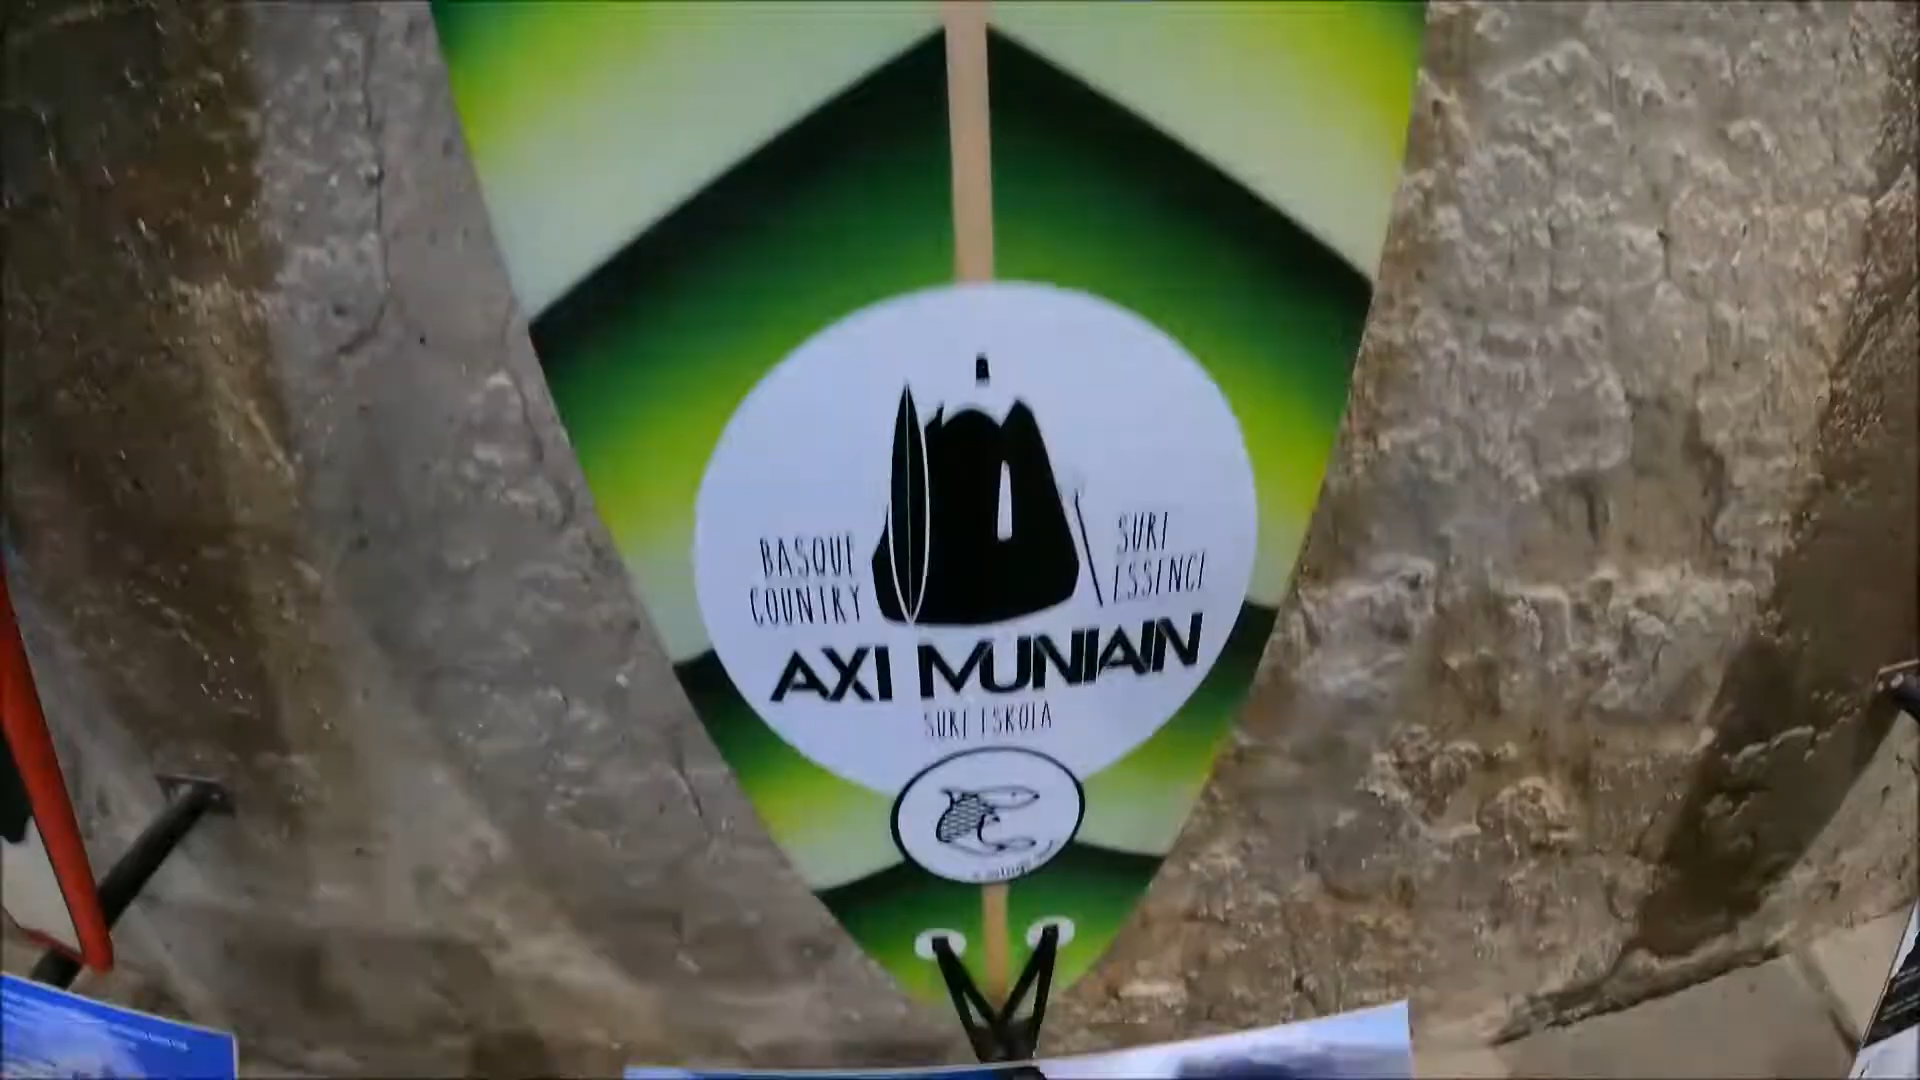 BASQUE
COUNTRY
SURF
ESSENCE
AXI MUNIAIN
SURF ESKOLA